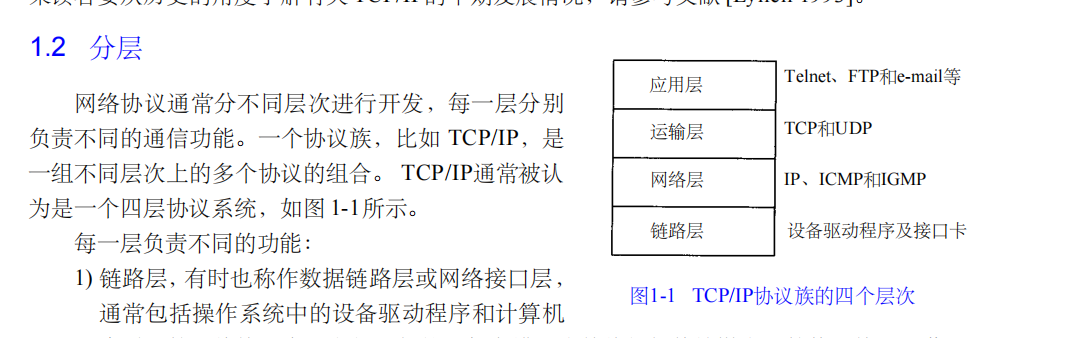 1.2 分层
网络协议通常分不同层次进行开发，每一层分别
负责不同的通信功能。一个协议族，比如 TCP/IP，是
一组不同层次上的多个协议的组合。 TCP/IP通常被认
为是一个四层协议系统，如图 1-1所示。
每一层负责不同的功能：
1) 链路层，有时也称作数据链路层或网络接口层，
通常包括操作系统中的设备驱动程序和计算机
应用层 Telnet、FTP和e-mail等
运输层 TCP和UDP
网络层 IP、ICMP和IGMP
链路层 设备驱动程序及接口卡
图1-1 TCP/IP协议族的四个层次